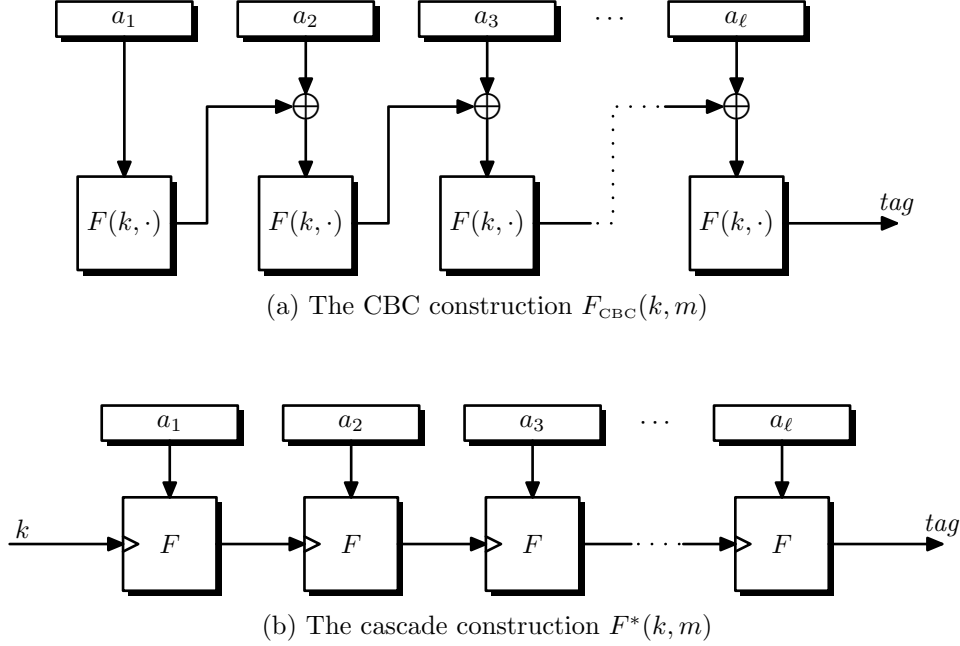 a₁ a₂ a₃ ··· aℓ
F(k, ·) F(k, ·) F(k, ·) F(k, ·) tag
(a) The CBC construction F_CBC(k, m)
a₁ a₂ a₃ ··· aℓ
k F F F F tag
(b) The cascade construction F*(k, m)